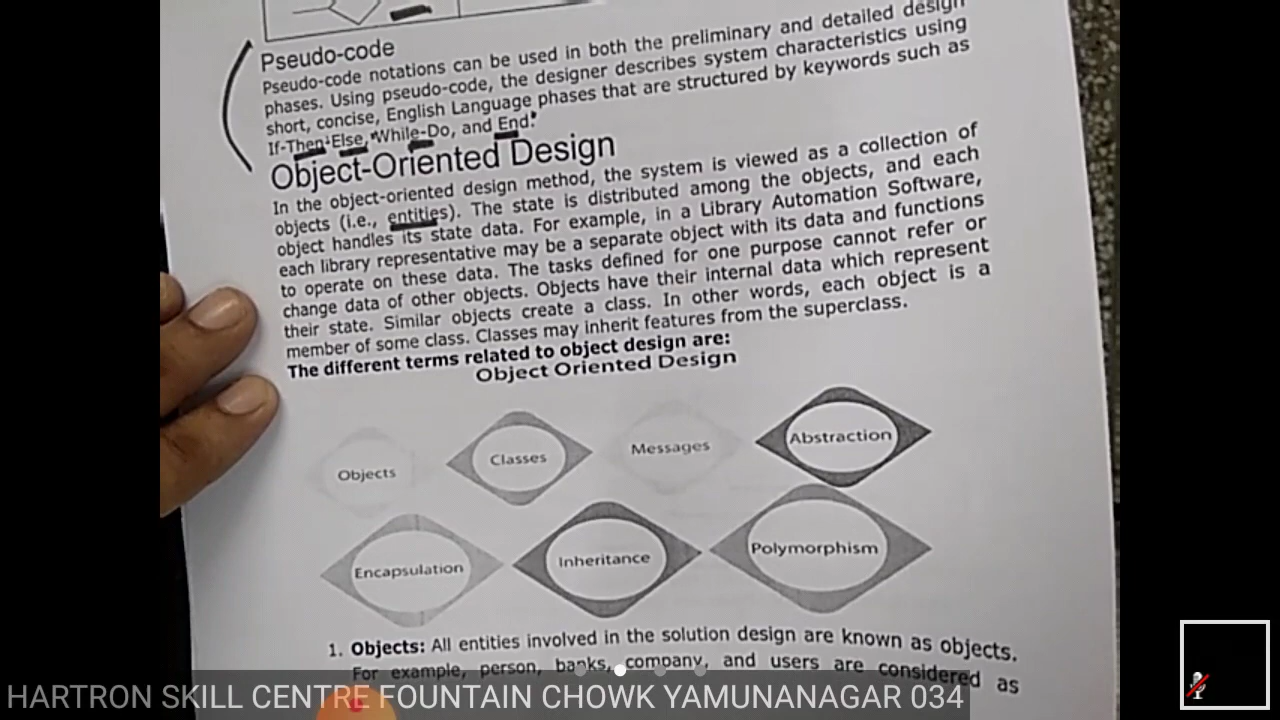 Pseudo-code
Pseudo-code notations can be used in both the preliminary and detailed design
phases. Using pseudo-code, the designer describes system characteristics using
short, concise, English Language phases that are structured by keywords such as
If-Then-Else, While-Do, and End.
Object-Oriented Design
In the object-oriented design method, the system is viewed as a collection of
objects (i.e., entities). The state is distributed among the objects, and each
object handles its state data. For example, in a Library Automation Software,
each library representative may be a separate object with its data and functions
to operate on these data. The tasks defined for one purpose cannot refer or
change data of other objects. Objects have their internal data which represent
their state. Similar objects create a class. In other words, each object is a
member of some class. Classes may inherit features from the superclass.
The different terms related to object design are:
Object Oriented Design
Objects
Classes
Messages
Abstraction
Encapsulation
Inheritance
Polymorphism
1. Objects: All entities involved in the solution design are known as objects.
For example, person, banks, company, and users are considered as
HARTRON SKILL CENTRE FOUNTAIN CHOWK YAMUNANAGAR 034